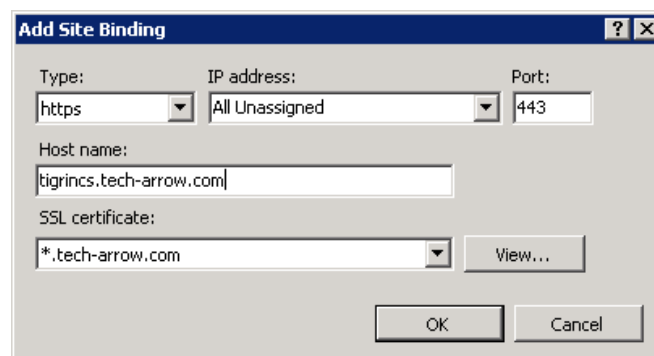 Add Site Binding
Type: IP address: Port:
https All Unassigned 443
Host name:
tigrincs.tech-arrow.com
SSL certificate:
*.tech-arrow.com View...
OK Cancel